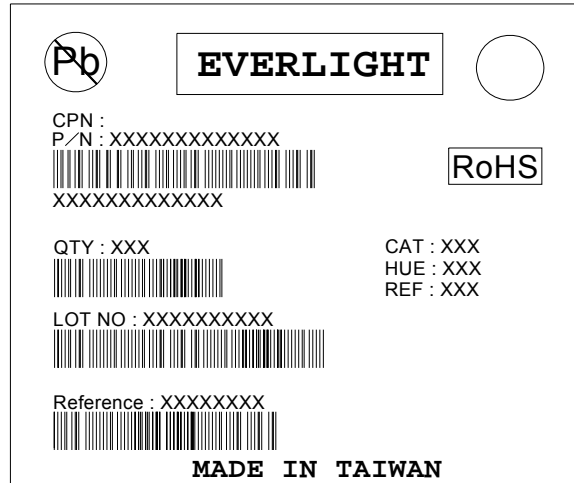 Pb
EVERLIGHT
CPN :
P/N : XXXXXXXXXXXXX
RoHS
XXXXXXXXXXXXX
QTY : XXX
CAT : XXX
HUE : XXX
REF : XXX
LOT NO : XXXXXXXXXX
Reference : XXXXXXXX
MADE IN TAIWAN